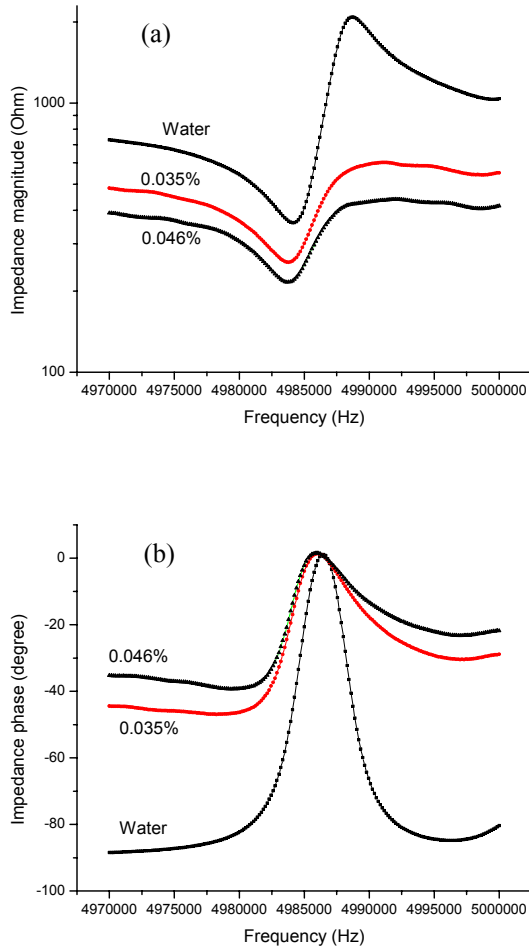 (a)
Impedance magnitude (Ohm)
1000
100
Water
0.035%
0.046%
4970000 4975000 4980000 4985000 4990000 4995000 5000000
Frequency (Hz)
(b)
Impedance phase (degree)
0
-20
-40
-60
-80
-100
0.046%
0.035%
Water
4970000 4975000 4980000 4985000 4990000 4995000 5000000
Frequency (Hz)